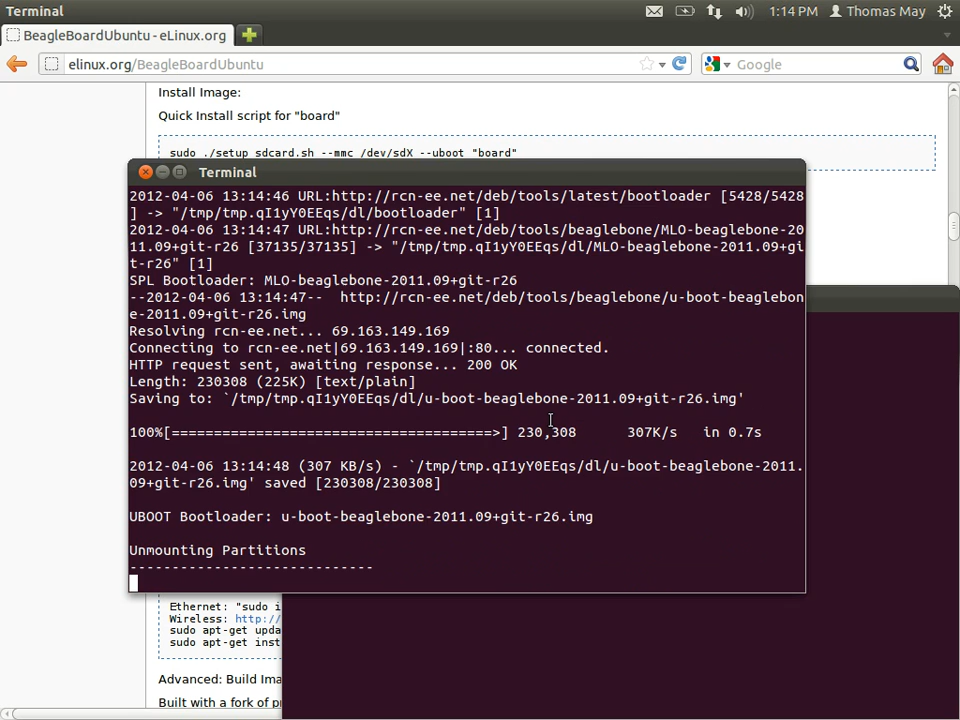 Terminal
1:14 PM
Thomas May
BeagleBoardUbuntu - eLinux.org
elinux.org/BeagleBoardUbuntu
Google
Install Image:
Quick Install script for "board"
sudo ./setup_sdcard.sh --mmc /dev/sdX --uboot "board"
Terminal
2012-04-06 13:14:46 URL:http://rcn-ee.net/deb/tools/latest/bootloader [5428/5428
] -> "/tmp/tmp.qI1yY0EEqs/dl/bootloader" [1]
2012-04-06 13:14:47 URL:http://rcn-ee.net/deb/tools/beaglebone/MLO-beaglebone-20
11.09+git-r26 [37135/37135] -> "/tmp/tmp.qI1yY0EEqs/dl/MLO-beaglebone-2011.09+gi
t-r26" [1]
SPL Bootloader: MLO-beaglebone-2011.09+git-r26
--2012-04-06 13:14:47--  http://rcn-ee.net/deb/tools/beaglebone/u-boot-beaglebon
e-2011.09+git-r26.img
Resolving rcn-ee.net... 69.163.149.169
Connecting to rcn-ee.net|69.163.149.169|:80... connected.
HTTP request sent, awaiting response... 200 OK
Length: 230308 (225K) [text/plain]
Saving to: `/tmp/tmp.qI1yY0EEqs/dl/u-boot-beaglebone-2011.09+git-r26.img'
100%[======================================>] 230,308      307K/s   in 0.7s
2012-04-06 13:14:48 (307 KB/s) - `/tmp/tmp.qI1yY0EEqs/dl/u-boot-beaglebone-2011.
09+git-r26.img' saved [230308/230308]
UBOOT Bootloader: u-boot-beaglebone-2011.09+git-r26.img
Unmounting Partitions
-----------------------------
Ethernet: "sudo i
Wireless: http://
sudo apt-get upda
sudo apt-get inst
Advanced: Build Ima
Built with a fork of p